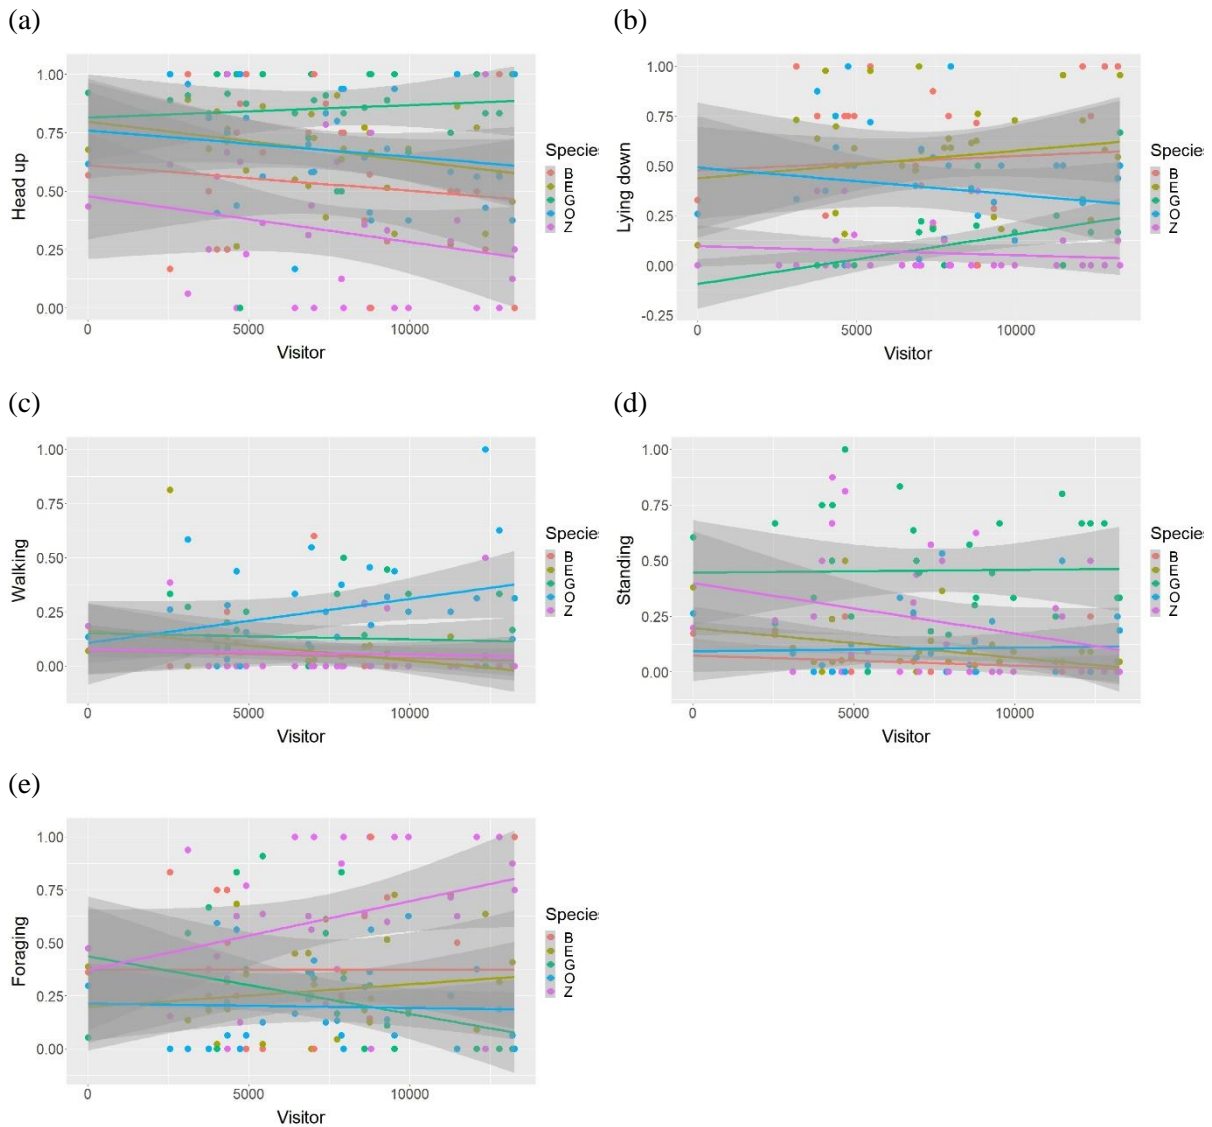 (a)
(b)
1.00
0.75
0.50
0.25
0.00
Head up
0
5000
10000
Visitor
Specie
B
E
G
O
Z
1.00
0.75
0.50
0.25
0.00
-0.25
Lying down
0
5000
10000
Visitor
Specie
B
E
G
O
Z
(c)
(d)
1.00
0.75
0.50
0.25
0.00
Walking
0
5000
10000
Visitor
Specie
B
E
G
O
Z
1.00
0.75
0.50
0.25
0.00
Standing
0
5000
10000
Visitor
Specie
B
E
G
O
Z
(e)
1.00
0.75
0.50
0.25
0.00
Foraging
0
5000
10000
Visitor
Specie
B
E
G
O
Z